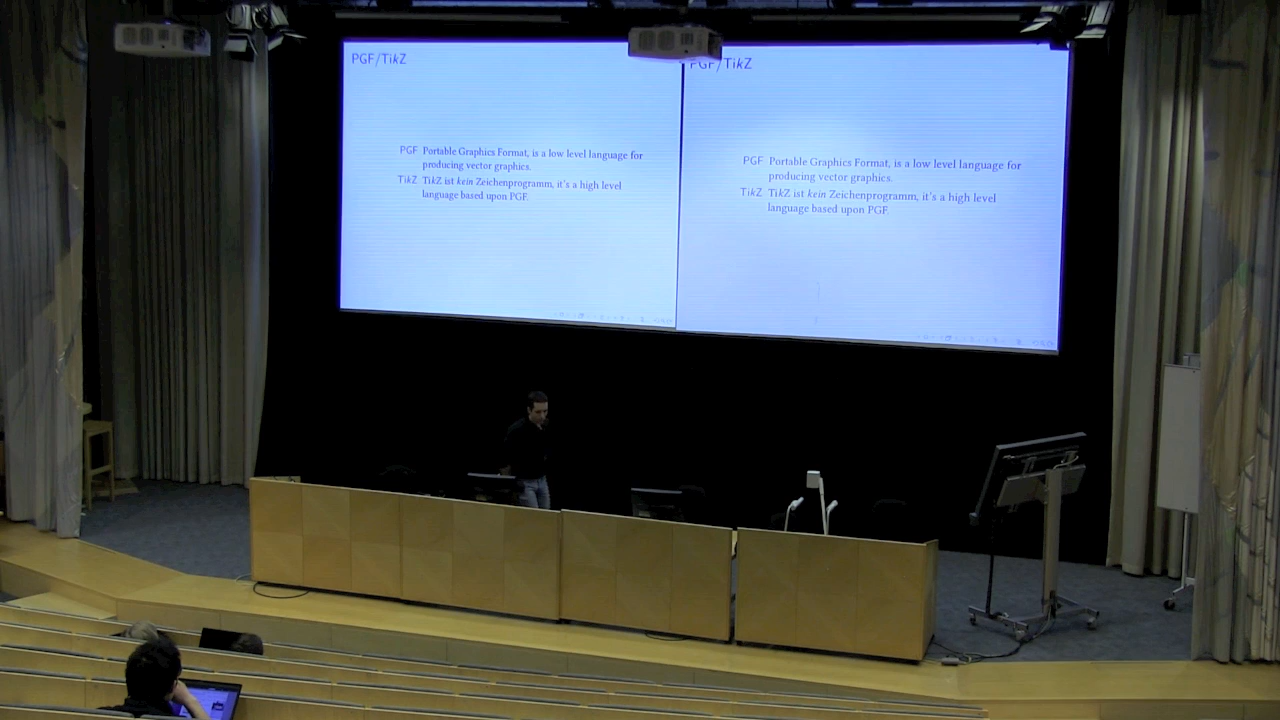 PGF/TikZ
PGF Portable Graphics Format, is a low level language for
producing vector graphics.
TikZ TikZ ist kein Zeichenprogramm, it's a high level
language based upon PGF.
PGF/TikZ
PGF Portable Graphics Format, is a low level language for
producing vector graphics.
TikZ TikZ ist kein Zeichenprogramm, it's a high level
language based upon PGF.